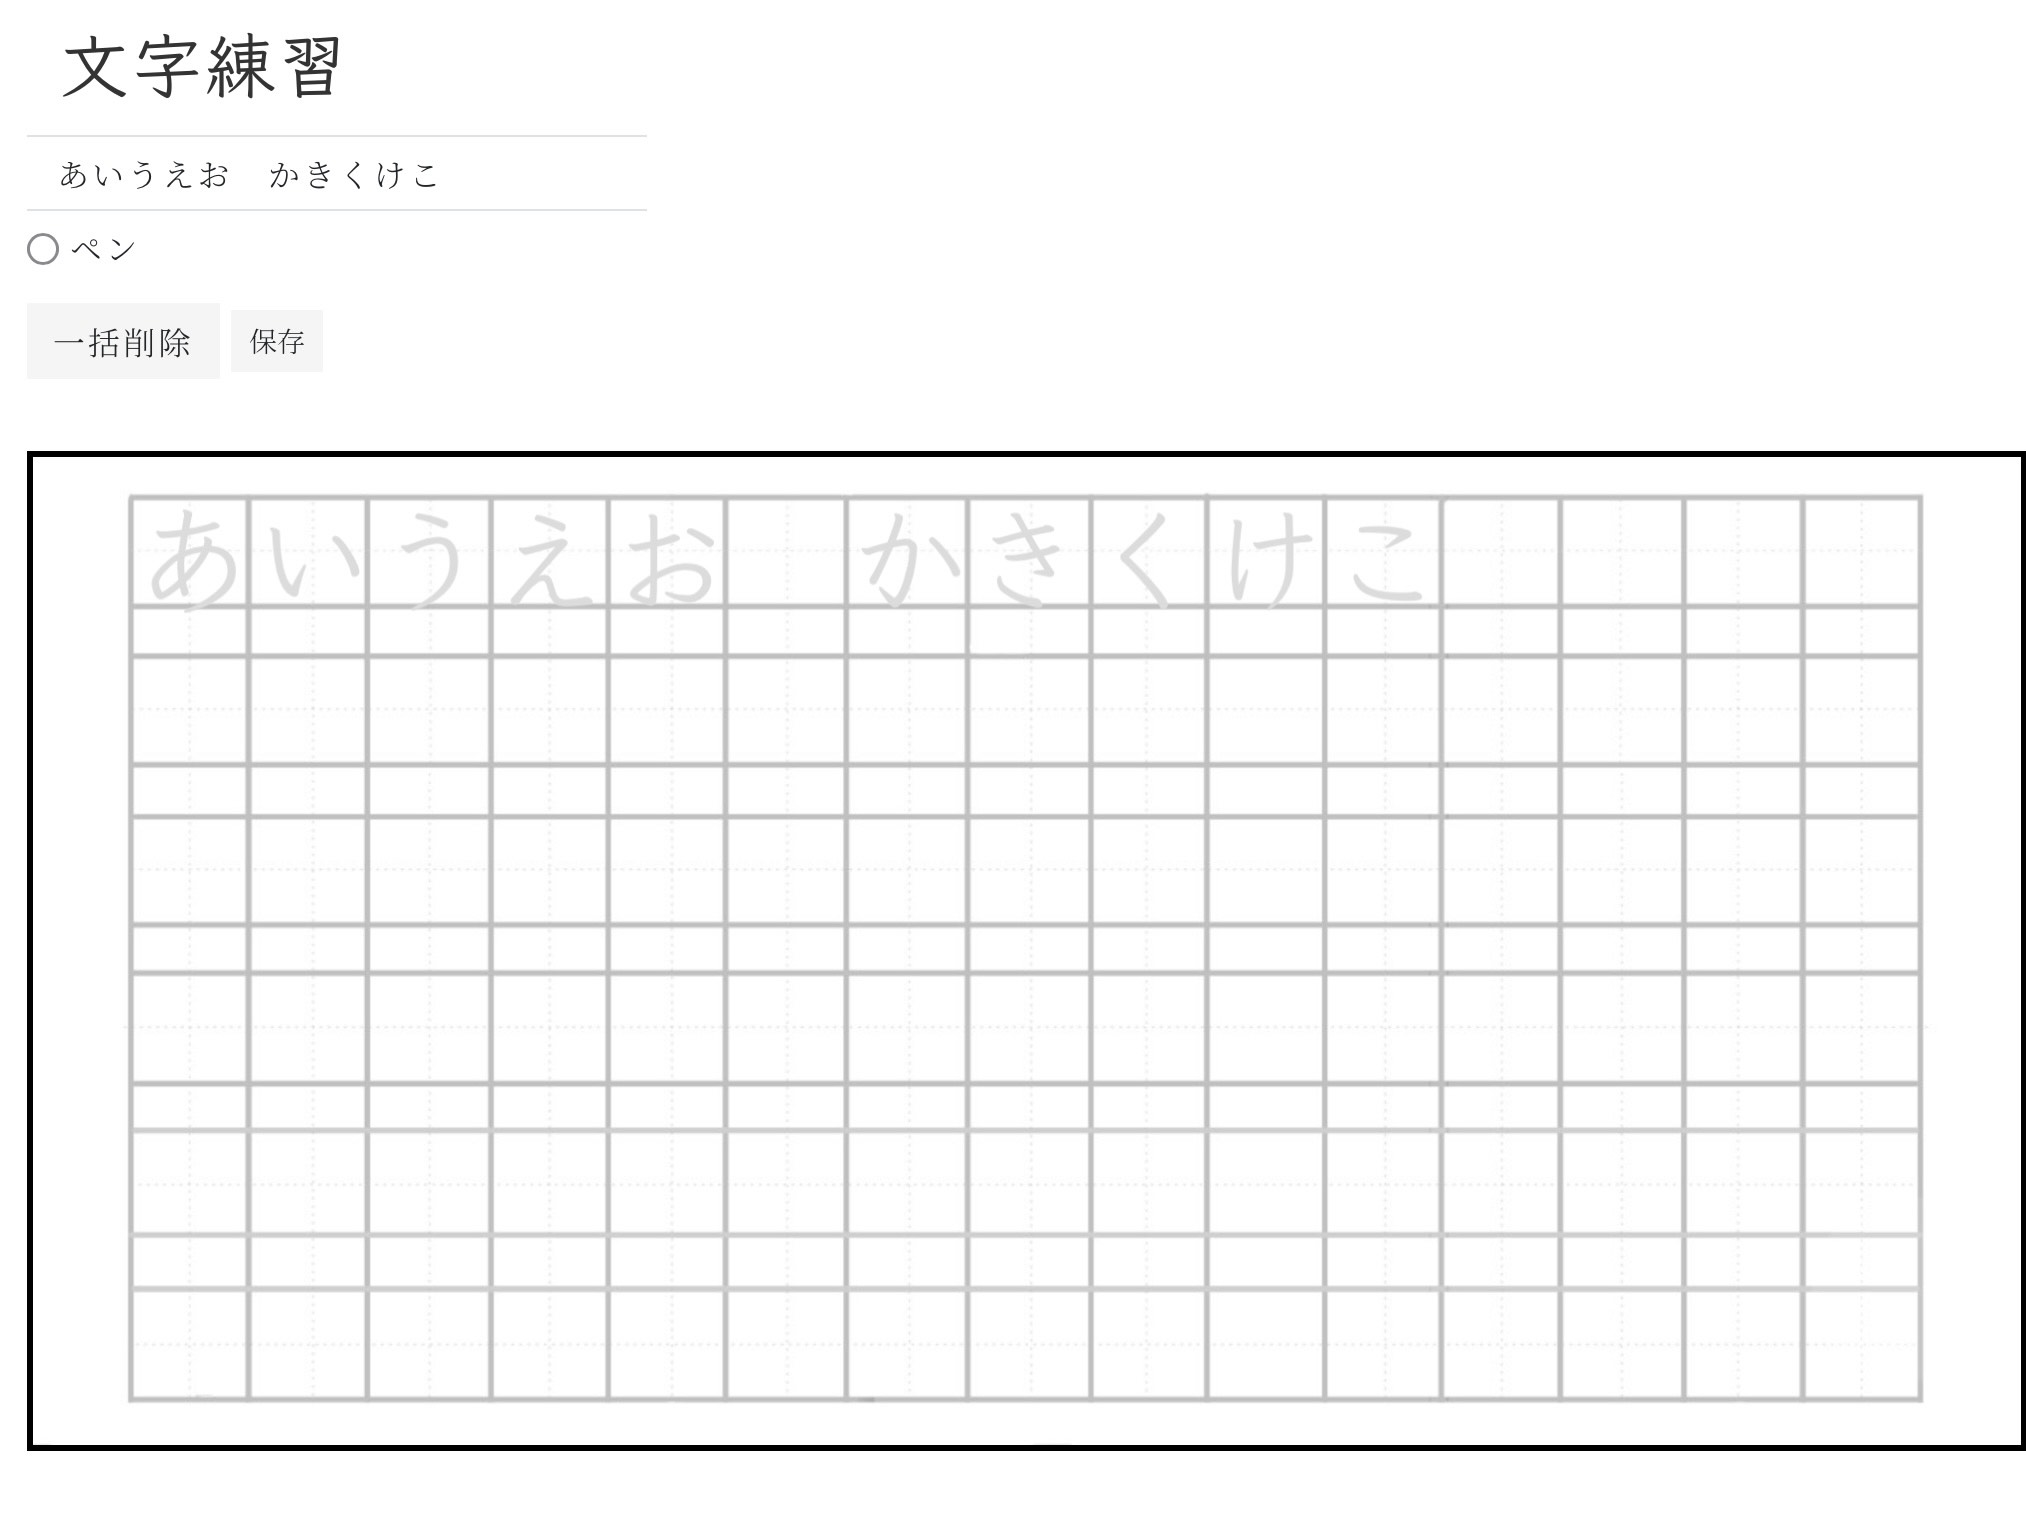 文字練習
あいうえお　かきくけこ
ペン
一括削除 保存
あいうえお　かきくけこ